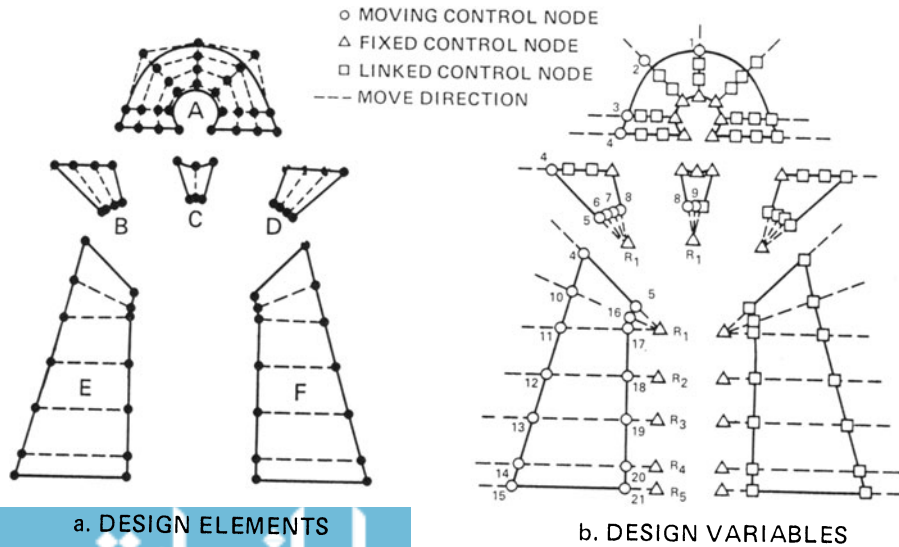 MOVING CONTROL NODE
FIXED CONTROL NODE
LINKED CONTROL NODE
MOVE DIRECTION
A
B
C
D
E
F
1
2
3
4
4
5
6
7
8
R1
8
9
R1
4
5
10
16
11
17
R1
12
18
R2
13
19
R3
14
20
R4
15
21
R5
a. DESIGN ELEMENTS
b. DESIGN VARIABLES